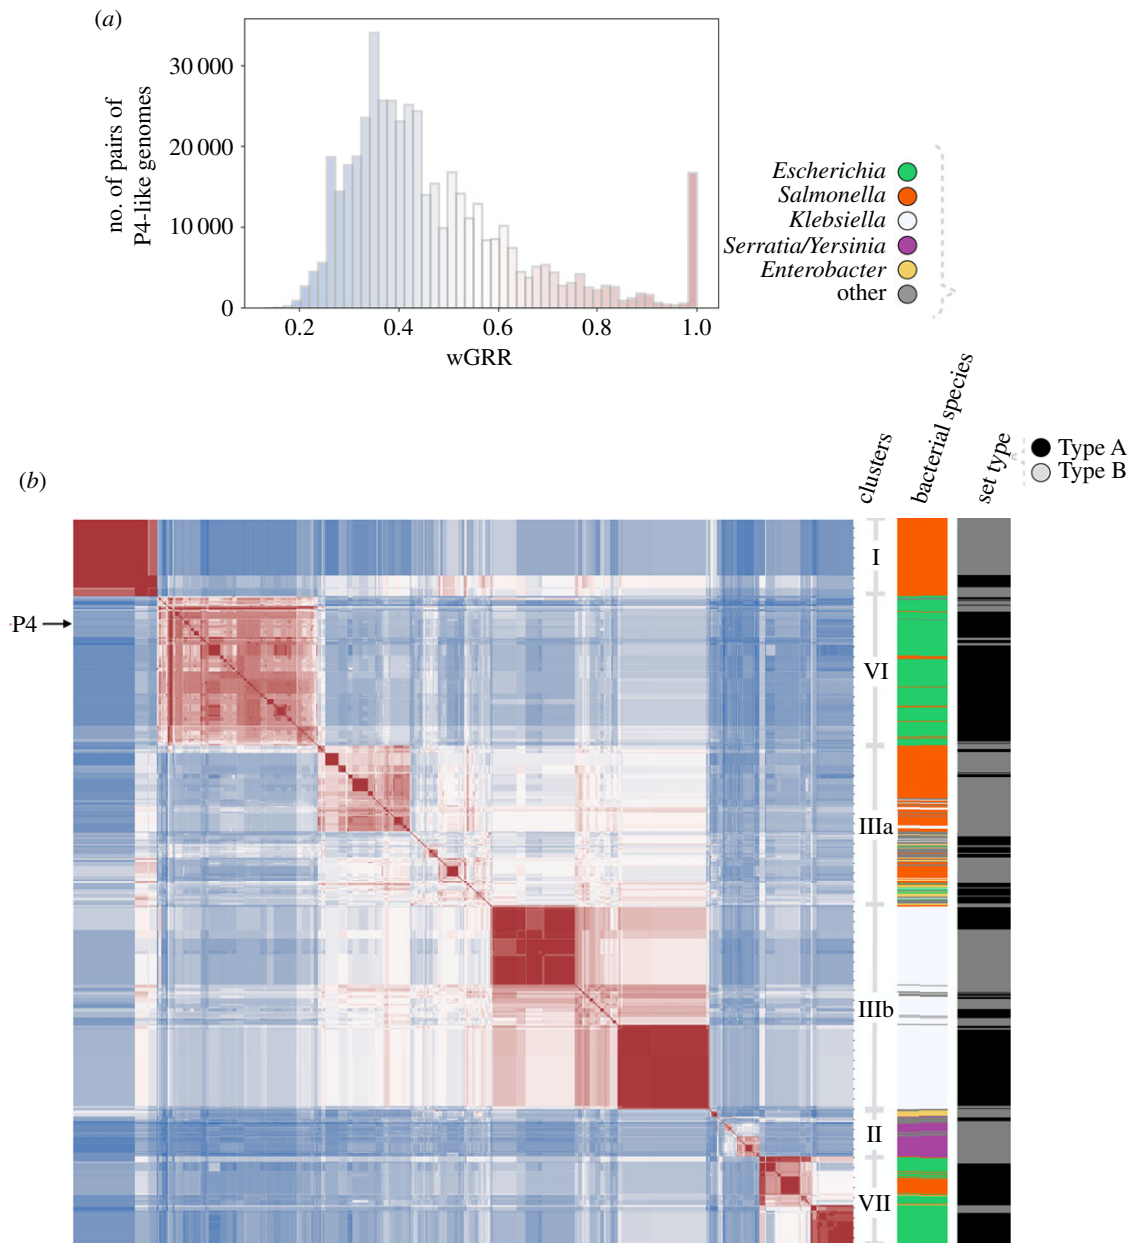 (a)
no. of pairs of
P4-like genomes
30 000
20 000
10 000
0
0.2
0.4
0.6
0.8
1.0
wGRR
Escherichia
Salmonella
Klebsiella
Serratia/Yersinia
Enterobacter
other
(b)
clusters
bacterial species
set type
Type A
Type B
P4
I
VI
IIIa
IIIb
II
VII